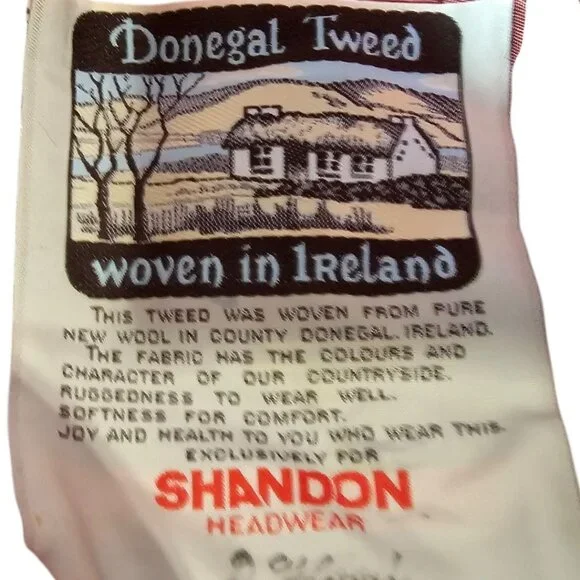 Donegal Tweed
woven in Ireland
THIS TWEED WAS WOVEN FROM PURE
NEW WOOL IN COUNTY DONEGAL. IRELAND.
THE FABRIC HAS THE COLOURS AND
CHARACTER OF OUR COUNTRYSIDE.
RUGGEDNESS TO WEAR WELL.
SOFTNESS FOR COMFORT.
JOY AND HEALTH TO YOU WHO WEAR THIS.
EXCLUSIVELY FOR
SHANDON
HEADWEAR